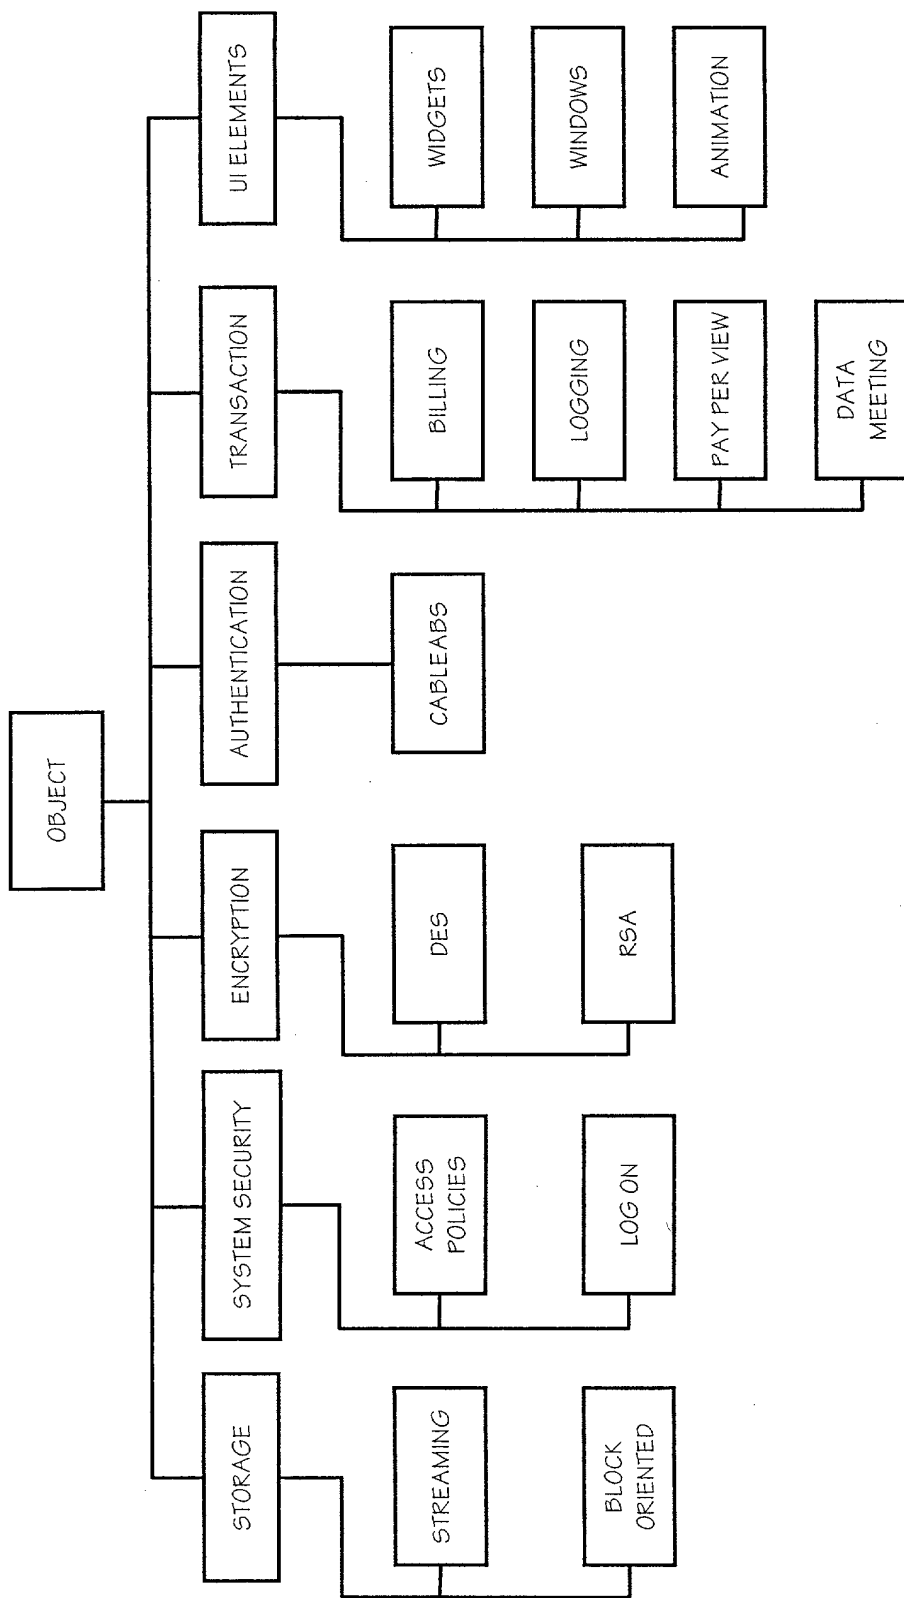 OBJECT
STORAGE
SYSTEM SECURITY
ENCRYPTION
AUTHENTICATION
TRANSACTION
UI ELEMENTS
STREAMING
BLOCK
ORIENTED
ACCESS
POLICIES
LOG ON
DES
RSA
CABLEABS
BILLING
LOGGING
PAY PER VIEW
DATA
MEETING
WIDGETS
WINDOWS
ANIMATION